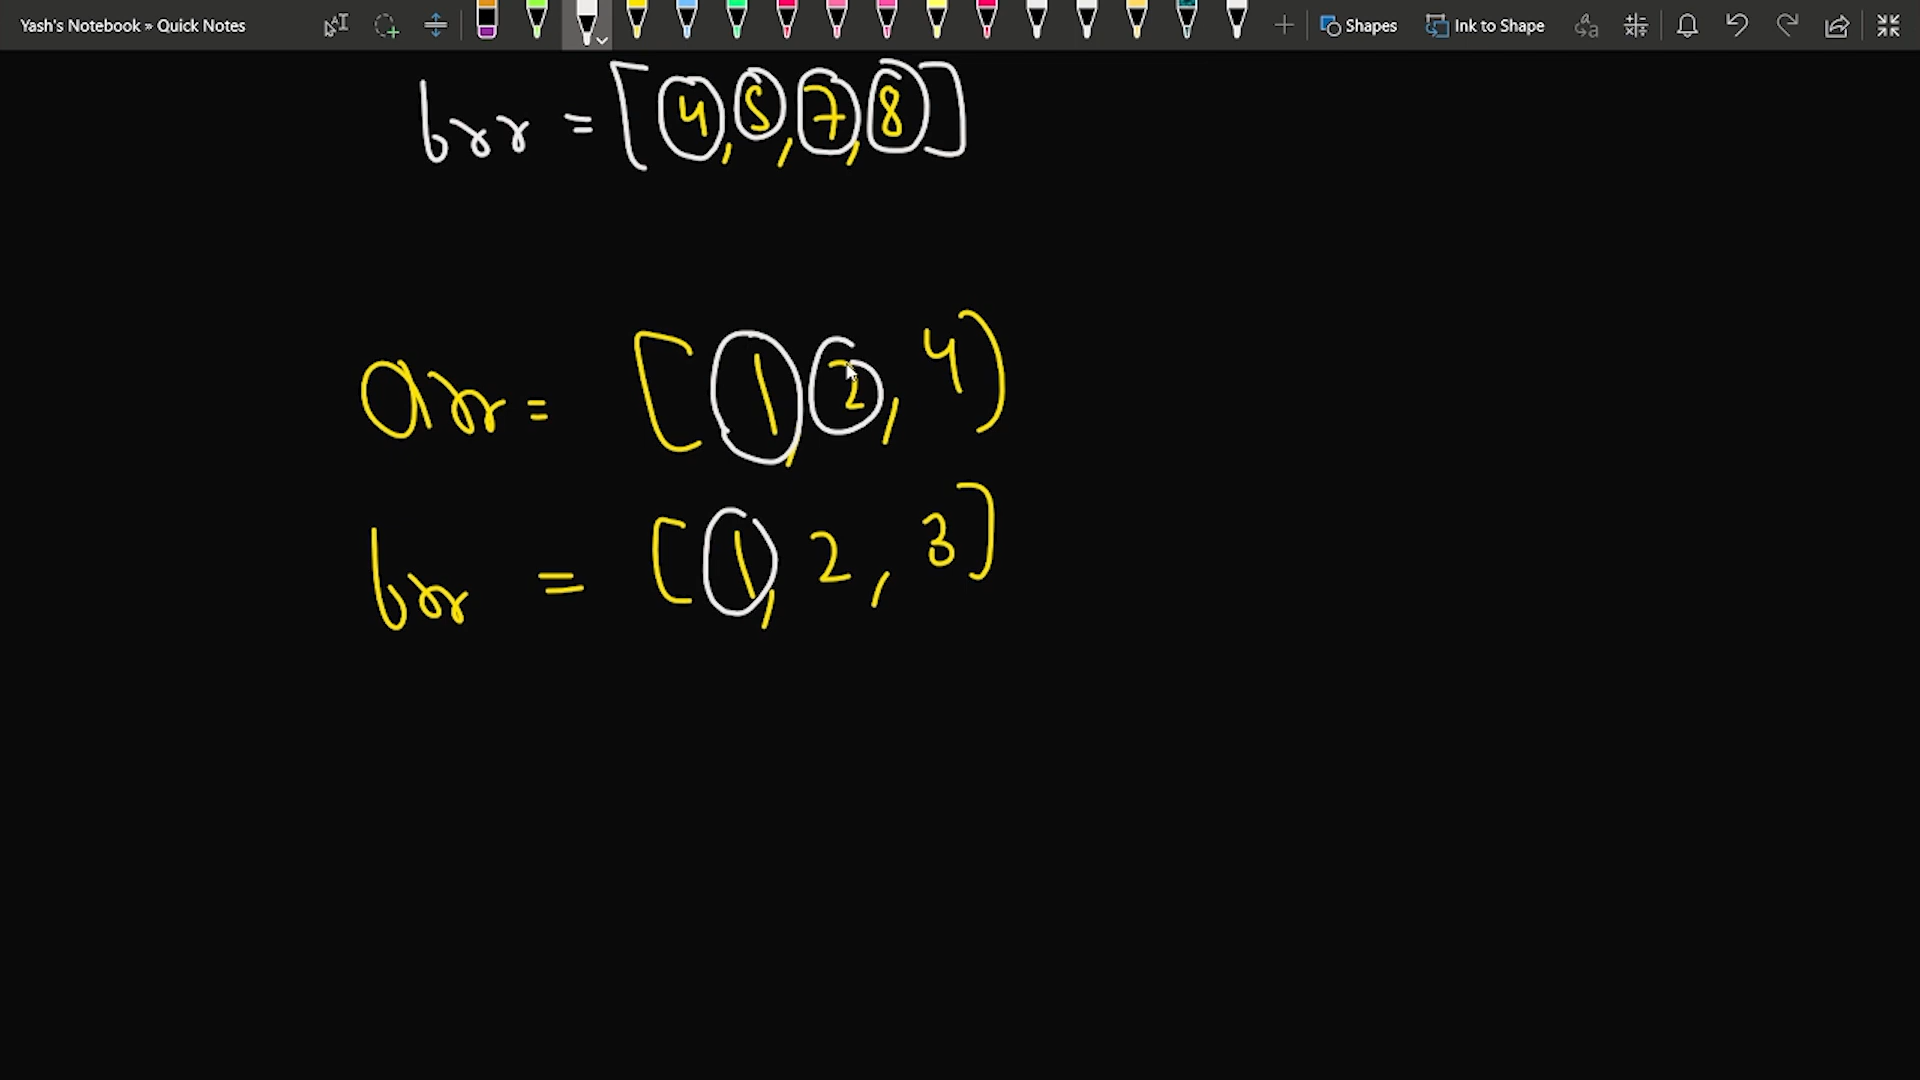 Yash's Notebook » Quick Notes
Shapes
Ink to Shape
brr = [4, 5, 7, 8]
arr = [1, 2, 4]
brr = [1, 2, 3]